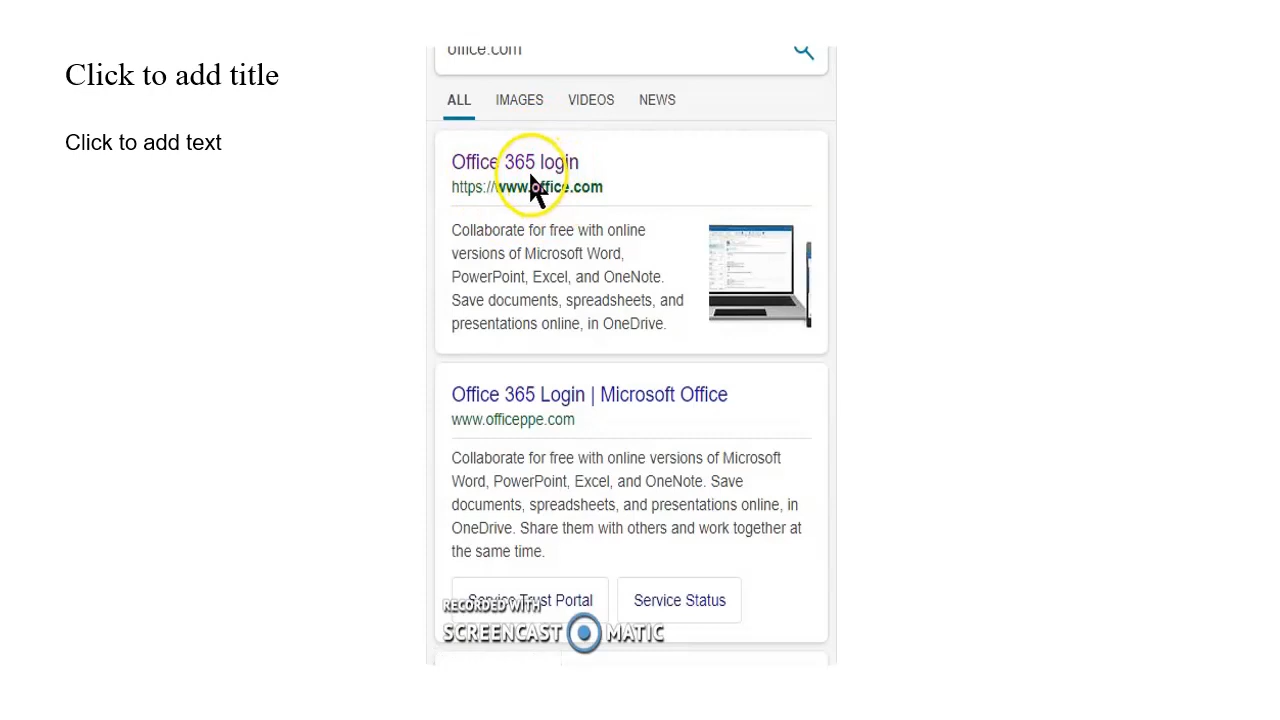 Click to add title
Click to add text
office.com
ALL IMAGES VIDEOS NEWS
Office 365 login
https://www.office.com
Collaborate for free with online
versions of Microsoft Word,
PowerPoint, Excel, and OneNote.
Save documents, spreadsheets, and
presentations online, in OneDrive.
Office 365 Login | Microsoft Office
www.officeppe.com
Collaborate for free with online versions of Microsoft
Word, PowerPoint, Excel, and OneNote. Save
documents, spreadsheets, and presentations online, in
OneDrive. Share them with others and work together at
the same time.
Service Trust Portal Service Status
RECORDED WITH
SCREENCAST MATIC